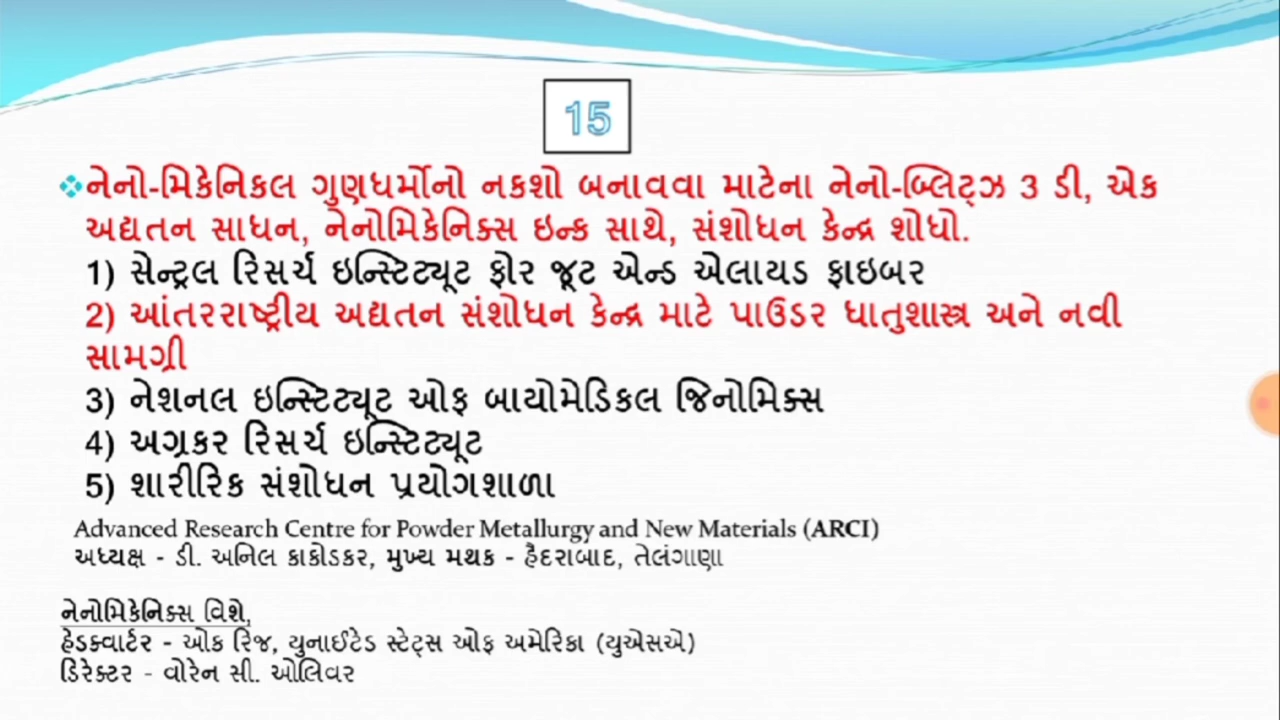 15
નેનો-મિકેનિકલ ગુણધર્મોનો નકશો બનાવવા માટેના નેનો-બ્લિટ્ઝ 3 ડી, એક
અદ્યતન સાધન, નેનોમિકેનિક્સ ઇન્ક સાથે, સંશોધન કેન્દ્ર શોધો.
1) સેન્ટ્રલ રિસર્ચ ઇન્સ્ટિટ્યૂટ ફોર જૂટ એન્ડ એલાયડ ફાઇબર
2) આંતરરાષ્ટ્રીય અદ્યતન સંશોધન કેન્દ્ર માટે પાઉડર ધાતુશાસ્ત્ર અને નવી
સામગ્રી
3) નેશનલ ઇન્સ્ટિટ્યૂટ ઓફ બાયોમેડિકલ જિનોમિક્સ
4) અગ્રકર રિસર્ચ ઇન્સ્ટિટ્યૂટ
5) શારીરિક સંશોધન પ્રયોગશાળા
Advanced Research Centre for Powder Metallurgy and New Materials (ARCI)
અધ્યક્ષ - ડી. અનિલ કાકોડકર, મુખ્ય મથક - હૈદરાબાદ, તેલંગાણા
નેનોમિકેનિક્સ વિશે,
હેડક્વાર્ટર - ઓક રિજ, યુનાઈટેડ સ્ટેટ્સ ઓફ અમેરિકા (યુએસએ)
ડિરેક્ટર - વોરેન સી. ઓલિવર